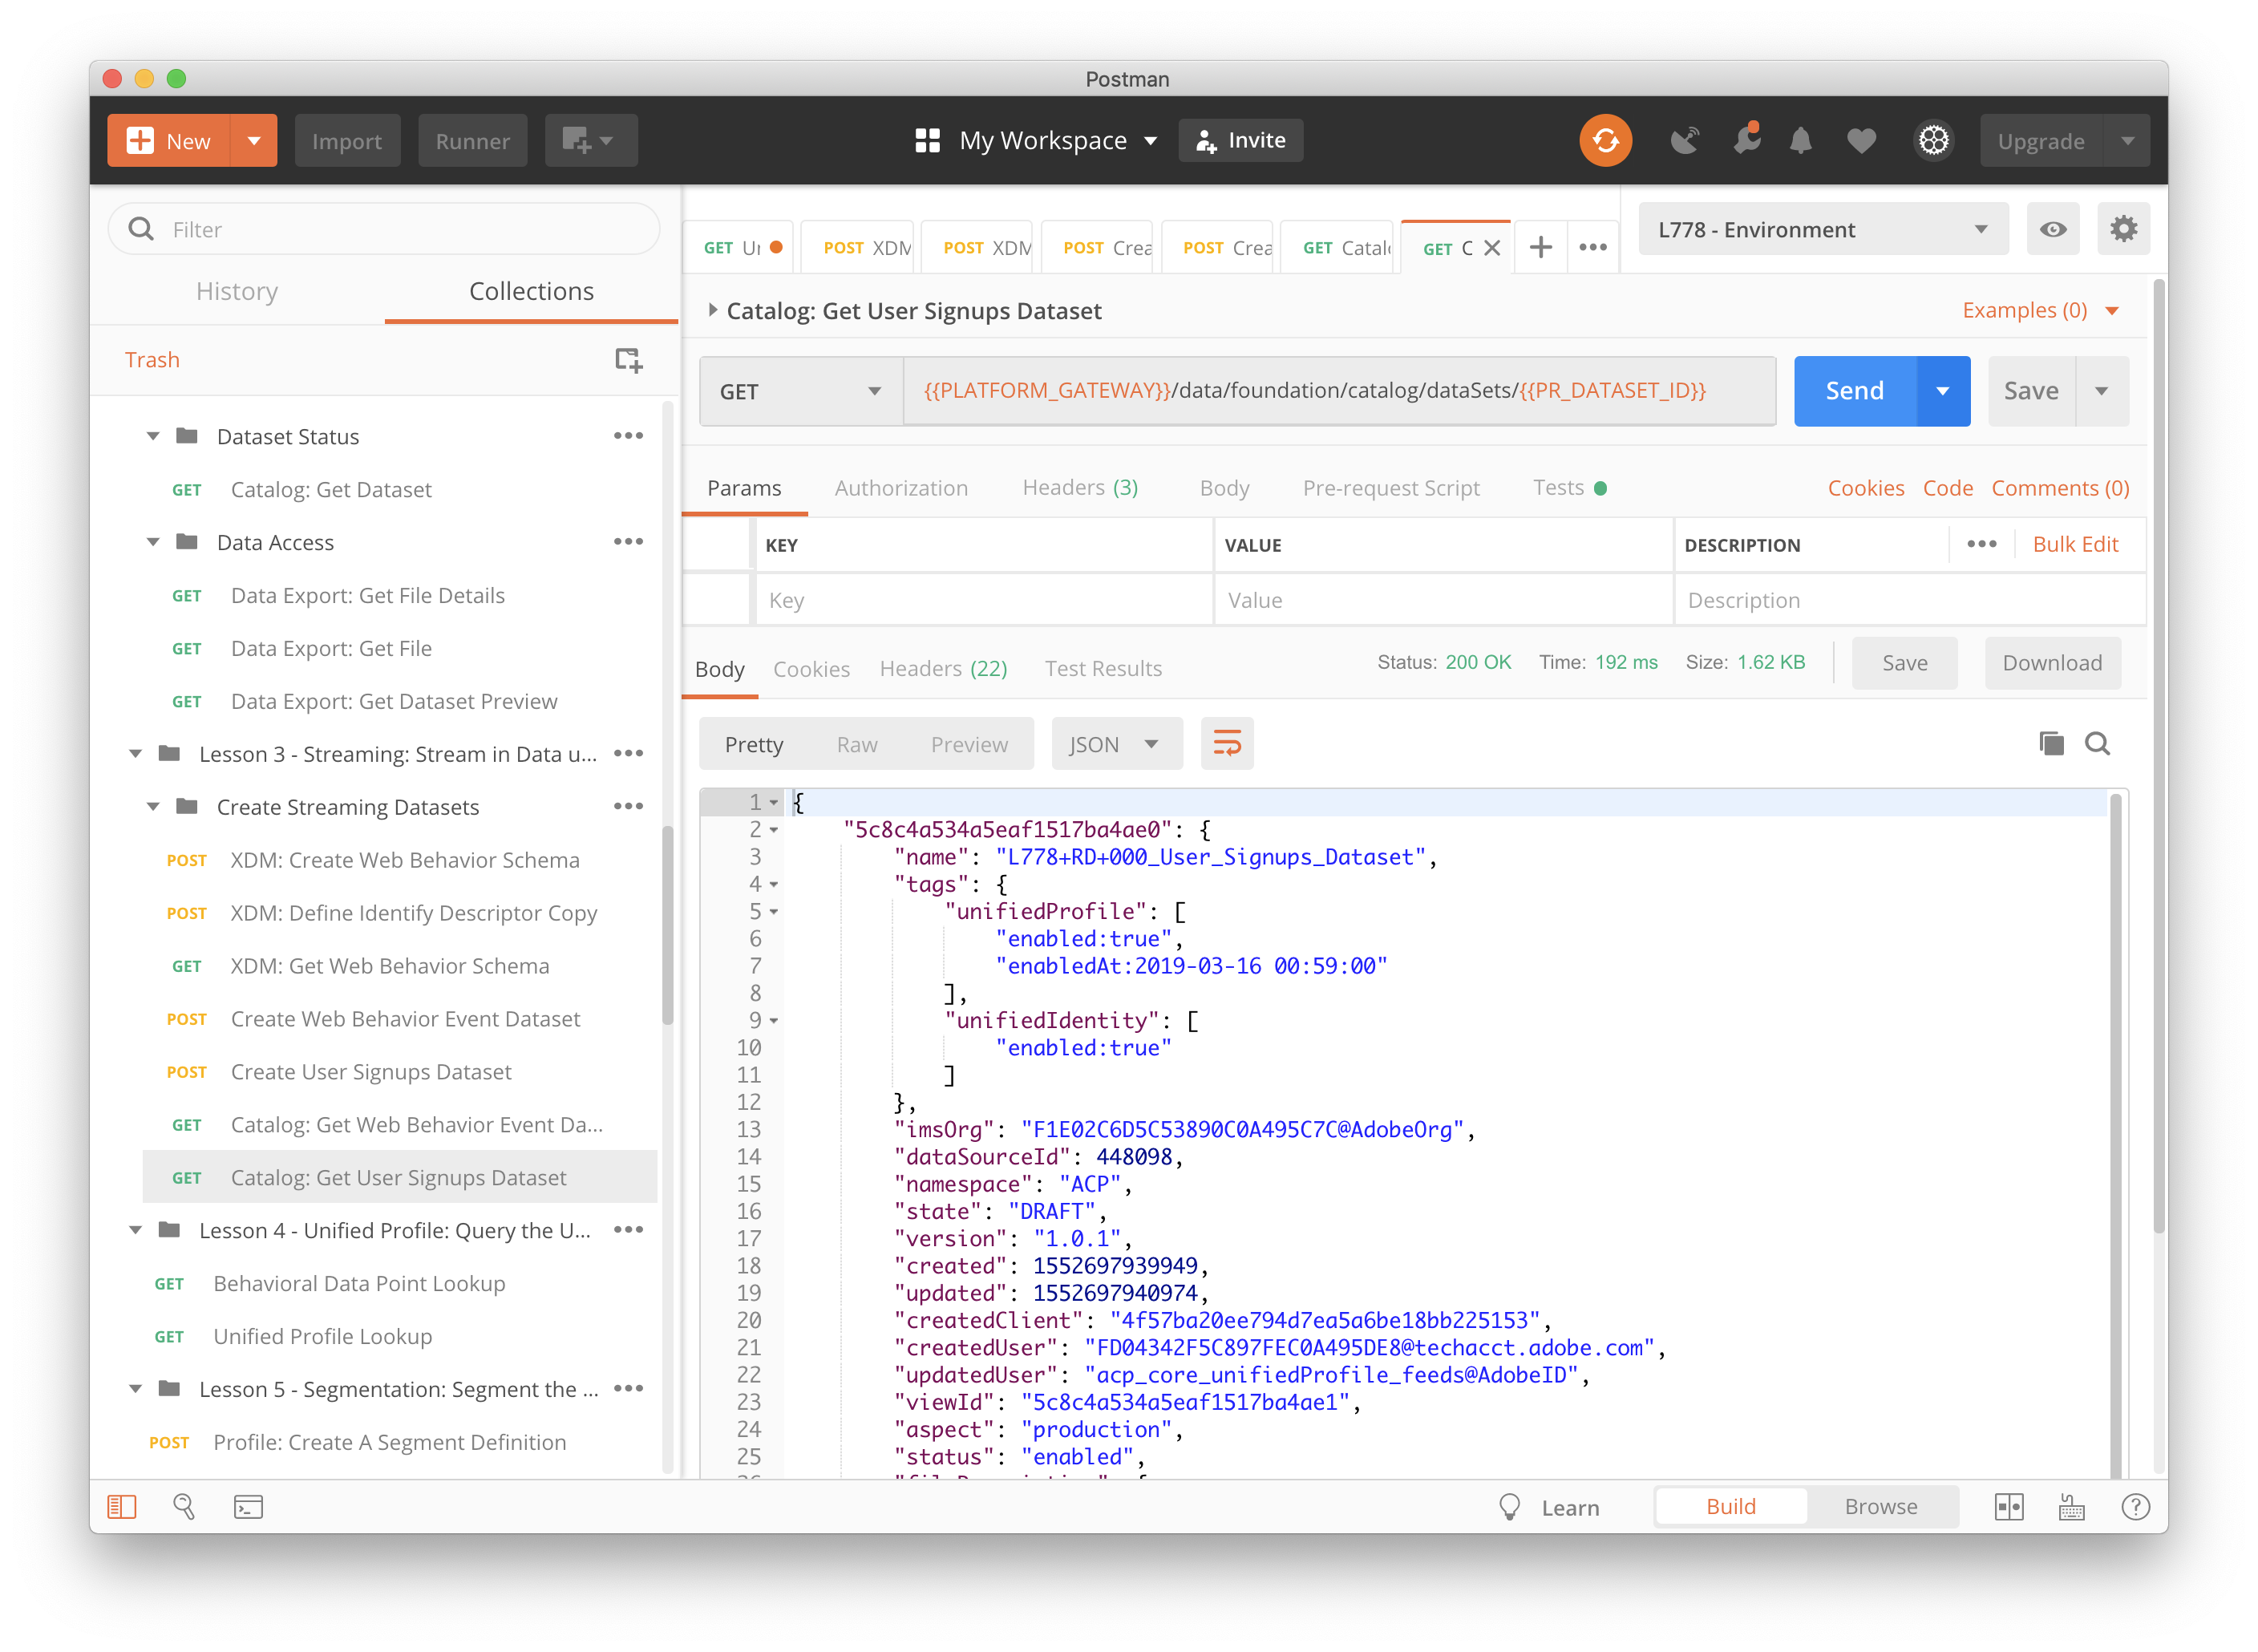 Postman
New
Import
Runner
My Workspace
Invite
Upgrade
Filter
History
Collections
Trash
Dataset Status
GET Catalog: Get Dataset
Data Access
GET Data Export: Get File Details
GET Data Export: Get File
GET Data Export: Get Dataset Preview
Lesson 3 - Streaming: Stream in Data u...
Create Streaming Datasets
POST XDM: Create Web Behavior Schema
POST XDM: Define Identify Descriptor Copy
GET XDM: Get Web Behavior Schema
POST Create Web Behavior Event Dataset
POST Create User Signups Dataset
GET Catalog: Get Web Behavior Event Da...
GET Catalog: Get User Signups Dataset
Lesson 4 - Unified Profile: Query the U...
GET Behavioral Data Point Lookup
GET Unified Profile Lookup
Lesson 5 - Segmentation: Segment the ...
POST Profile: Create A Segment Definition
GET
POST XDM
POST XDM
POST Crea
POST Crea
GET Catal
GET C
L778 - Environment
Catalog: Get User Signups Dataset
Examples (0)
GET
{{PLATFORM_GATEWAY}}/data/foundation/catalog/dataSets/{{PR_DATASET_ID}}
Send
Save
Params
Authorization
Headers (3)
Body
Pre-request Script
Tests
Cookies
Code
Comments (0)
KEY
VALUE
DESCRIPTION
Bulk Edit
Key
Value
Description
Body
Cookies
Headers (22)
Test Results
Status: 200 OK
Time: 192 ms
Size: 1.62 KB
Save
Download
Pretty
Raw
Preview
JSON
1 {
2 "5c8c4a534a5eaf1517ba4ae0": {
3 "name": "L778+RD+000_User_Signups_Dataset",
4 "tags": {
5 "unifiedProfile": [
6 "enabled:true",
7 "enabledAt:2019-03-16 00:59:00"
8 ],
9 "unifiedIdentity": [
10 "enabled:true"
11 ]
12 },
13 "imsOrg": "F1E02C6D5C53890C0A495C7C@AdobeOrg",
14 "dataSourceId": 448098,
15 "namespace": "ACP",
16 "state": "DRAFT",
17 "version": "1.0.1",
18 "created": 1552697939949,
19 "updated": 1552697940974,
20 "createdClient": "4f57ba20ee794d7ea5a6be18bb225153",
21 "createdUser": "FD04342F5C897FEC0A495DE8@techacct.adobe.com",
22 "updatedUser": "acp_core_unifiedProfile_feeds@AdobeID",
23 "viewId": "5c8c4a534a5eaf1517ba4ae1",
24 "aspect": "production",
25 "status": "enabled",
Learn
Build
Browse